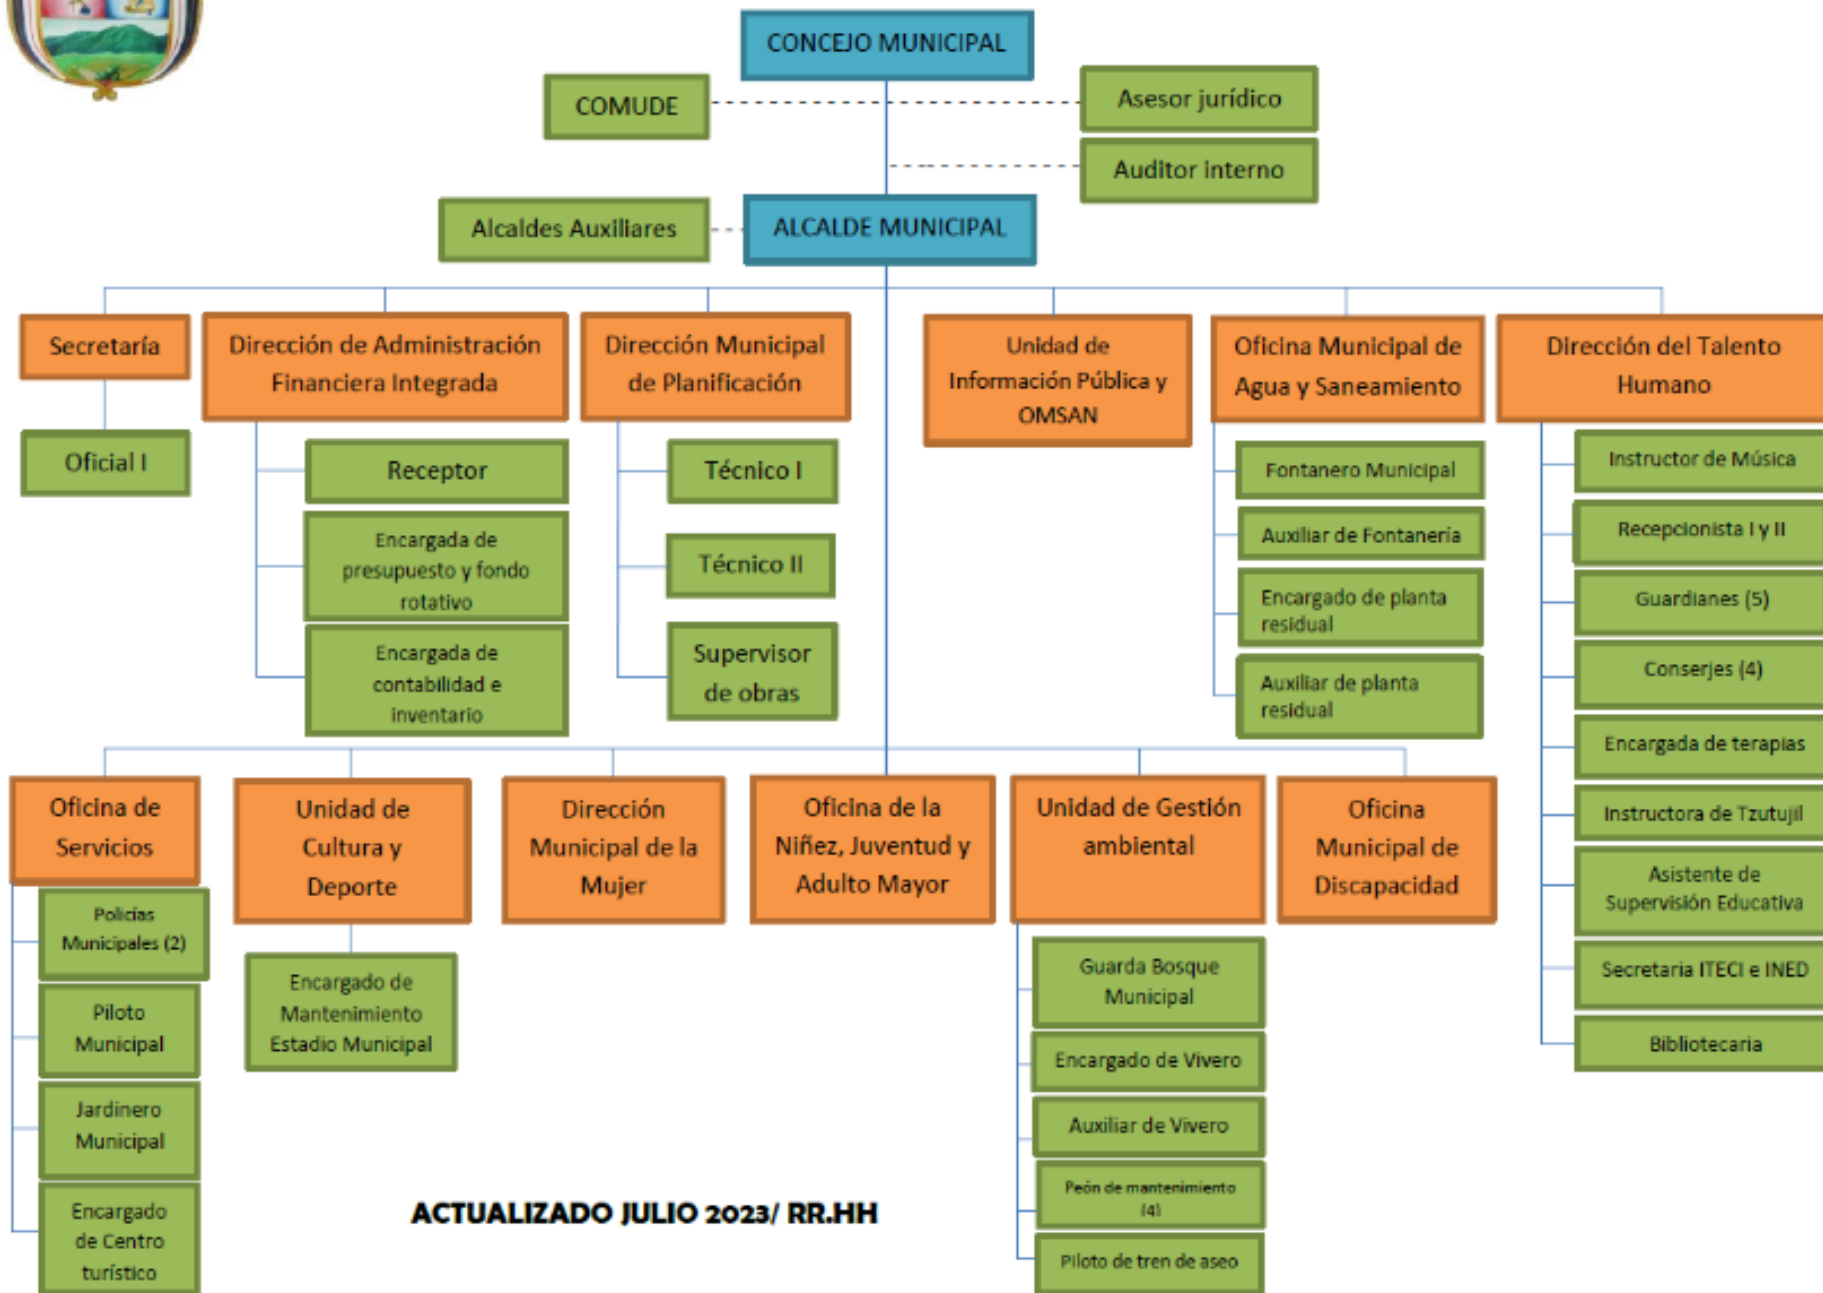 CONCEJO MUNICIPAL
COMUDE
Asesor jurídico
Auditor interno
Alcaldes Auxiliares
ALCALDE MUNICIPAL
Secretaría
Dirección de Administración
Financiera Integrada
Dirección Municipal
de Planificación
Unidad de
Información Pública y
OMSAN
Oficina Municipal de
Agua y Saneamiento
Dirección del Talento
Humano
Oficial I
Receptor
Encargada de
presupuesto y fondo
rotativo
Encargada de
contabilidad e
inventario
Técnico I
Técnico II
Supervisor
de obras
Fontanero Municipal
Auxiliar de Fontanería
Encargado de planta
residual
Auxiliar de planta
residual
Instructor de Música
Recepcionista I y II
Guardianes (5)
Conserjes (4)
Encargada de terapias
Instructora de Tzutujil
Asistente de
Supervisión Educativa
Secretaria ITECI e INED
Bibliotecaria
Oficina de
Servicios
Unidad de
Cultura y
Deporte
Dirección
Municipal de la
Mujer
Oficina de la
Niñez, Juventud y
Adulto Mayor
Unidad de Gestión
ambiental
Oficina
Municipal de
Discapacidad
Policías
Municipales (2)
Piloto
Municipal
Jardinero
Municipal
Encargado
de Centro
turístico
Encargado de
Mantenimiento
Estadio Municipal
Guarda Bosque
Municipal
Encargado de Vivero
Auxiliar de Vivero
Peón de mantenimiento
(4)
Piloto de tren de aseo
ACTUALIZADO JULIO 2023/ RR.HH